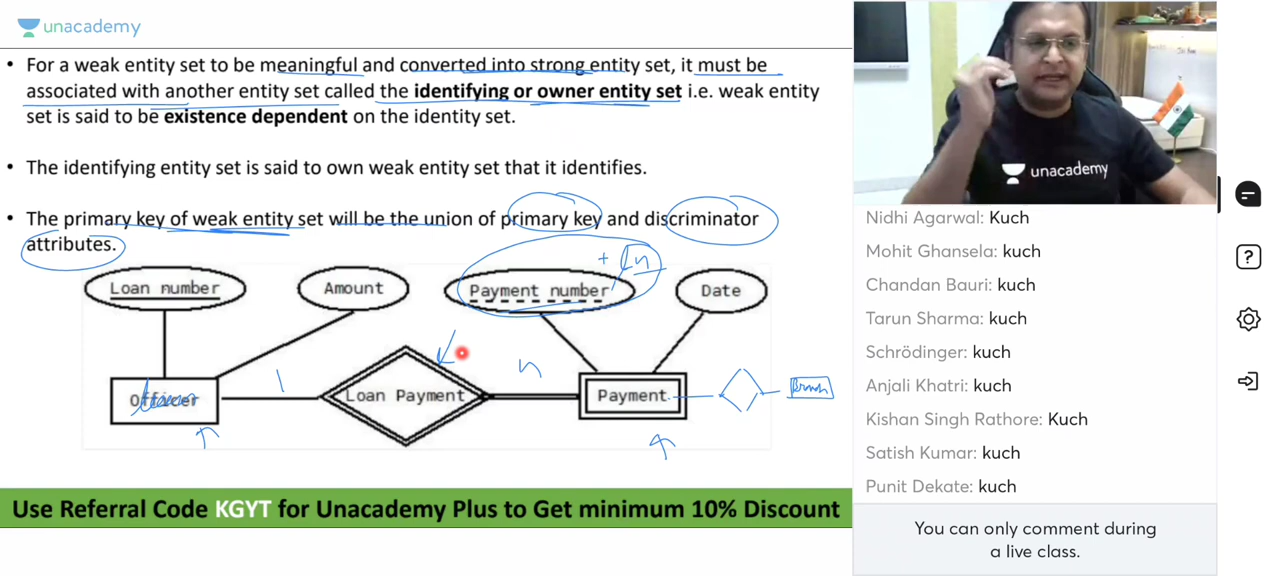 unacademy
• For a weak entity set to be meaningful and converted into strong entity set, it must be
associated with another entity set called the identifying or owner entity set i.e. weak entity
set is said to be existence dependent on the identity set.
• The identifying entity set is said to own weak entity set that it identifies.
• The primary key of weak entity set will be the union of primary key and discriminator
attributes.
+ Ln
Loan number
Amount
Payment number
Date
Officer
1
Loan Payment
n
Payment
Use Referral Code KGYT for Unacademy Plus to Get minimum 10% Discount
unacademy
Nidhi Agarwal: Kuch
Mohit Ghansela: kuch
Chandan Bauri: kuch
Tarun Sharma: kuch
Schrödinger: kuch
Anjali Khatri: kuch
Kishan Singh Rathore: Kuch
Satish Kumar: kuch
Punit Dekate: kuch
You can only comment during
a live class.
?